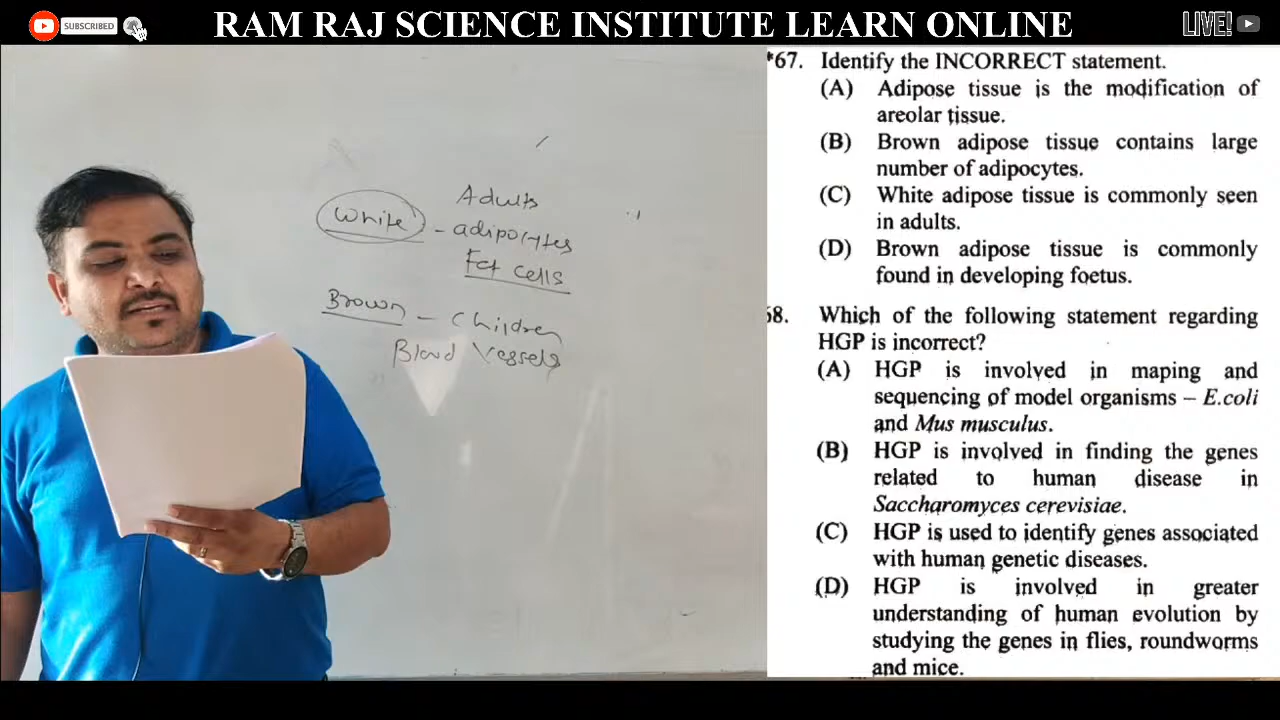 SUBSCRIBED
RAM RAJ SCIENCE INSTITUTE LEARN ONLINE
LIVE!
Adults
White
- adipocytes
Fat cells
Brown - children
Blood Vessels
*67. Identify the INCORRECT statement.
(A) Adipose tissue is the modification of
areolar tissue.
(B) Brown adipose tissue contains large
number of adipocytes.
(C) White adipose tissue is commonly seen
in adults.
(D) Brown adipose tissue is commonly
found in developing foetus.
68. Which of the following statement regarding
HGP is incorrect?
(A) HGP is involved in maping and
sequencing of model organisms – E.coli
and Mus musculus.
(B) HGP is involved in finding the genes
related to human disease in
Saccharomyces cerevisiae.
(C) HGP is used to identify genes associated
with human genetic diseases.
(D) HGP is involved in greater
understanding of human evolution by
studying the genes in flies, roundworms
and mice.